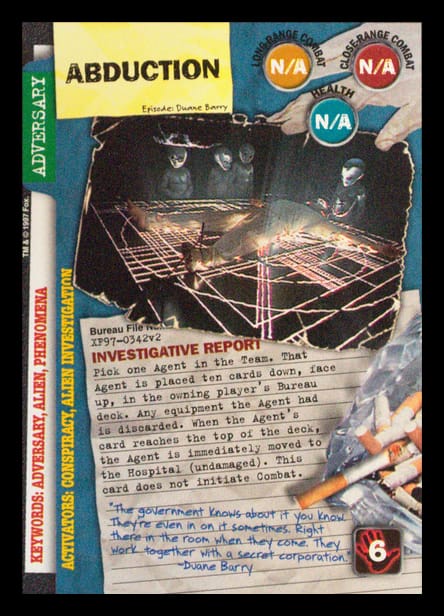 ABDUCTION
Episode: Duane Barry
LONG-RANGE COMBAT
N/A
CLOSE-RANGE COMBAT
N/A
HEALTH
N/A
ADVERSARY
TM & © 1997 Fox.
KEYWORDS: ADVERSARY, ALIEN, PHENOMENA
ACTIVATORS: CONSPIRACY, ALIEN INVESTIGATION
Bureau File
XF97-0342v2
INVESTIGATIVE REPORT
Pick one Agent in the Team. That
Agent is placed ten cards down, face
up, in the owning player's Bureau
deck. Any equipment the Agent had
is discarded. When the Agent's
card reaches the top of the deck,
the Agent is immediately moved to
the Hospital (undamaged). This
card does not initiate Combat.
"The government knows about it you know.
They're even in on it sometimes. Right
there in the room when they come. They
work together with a secret corporation."
~Duane Barry
6